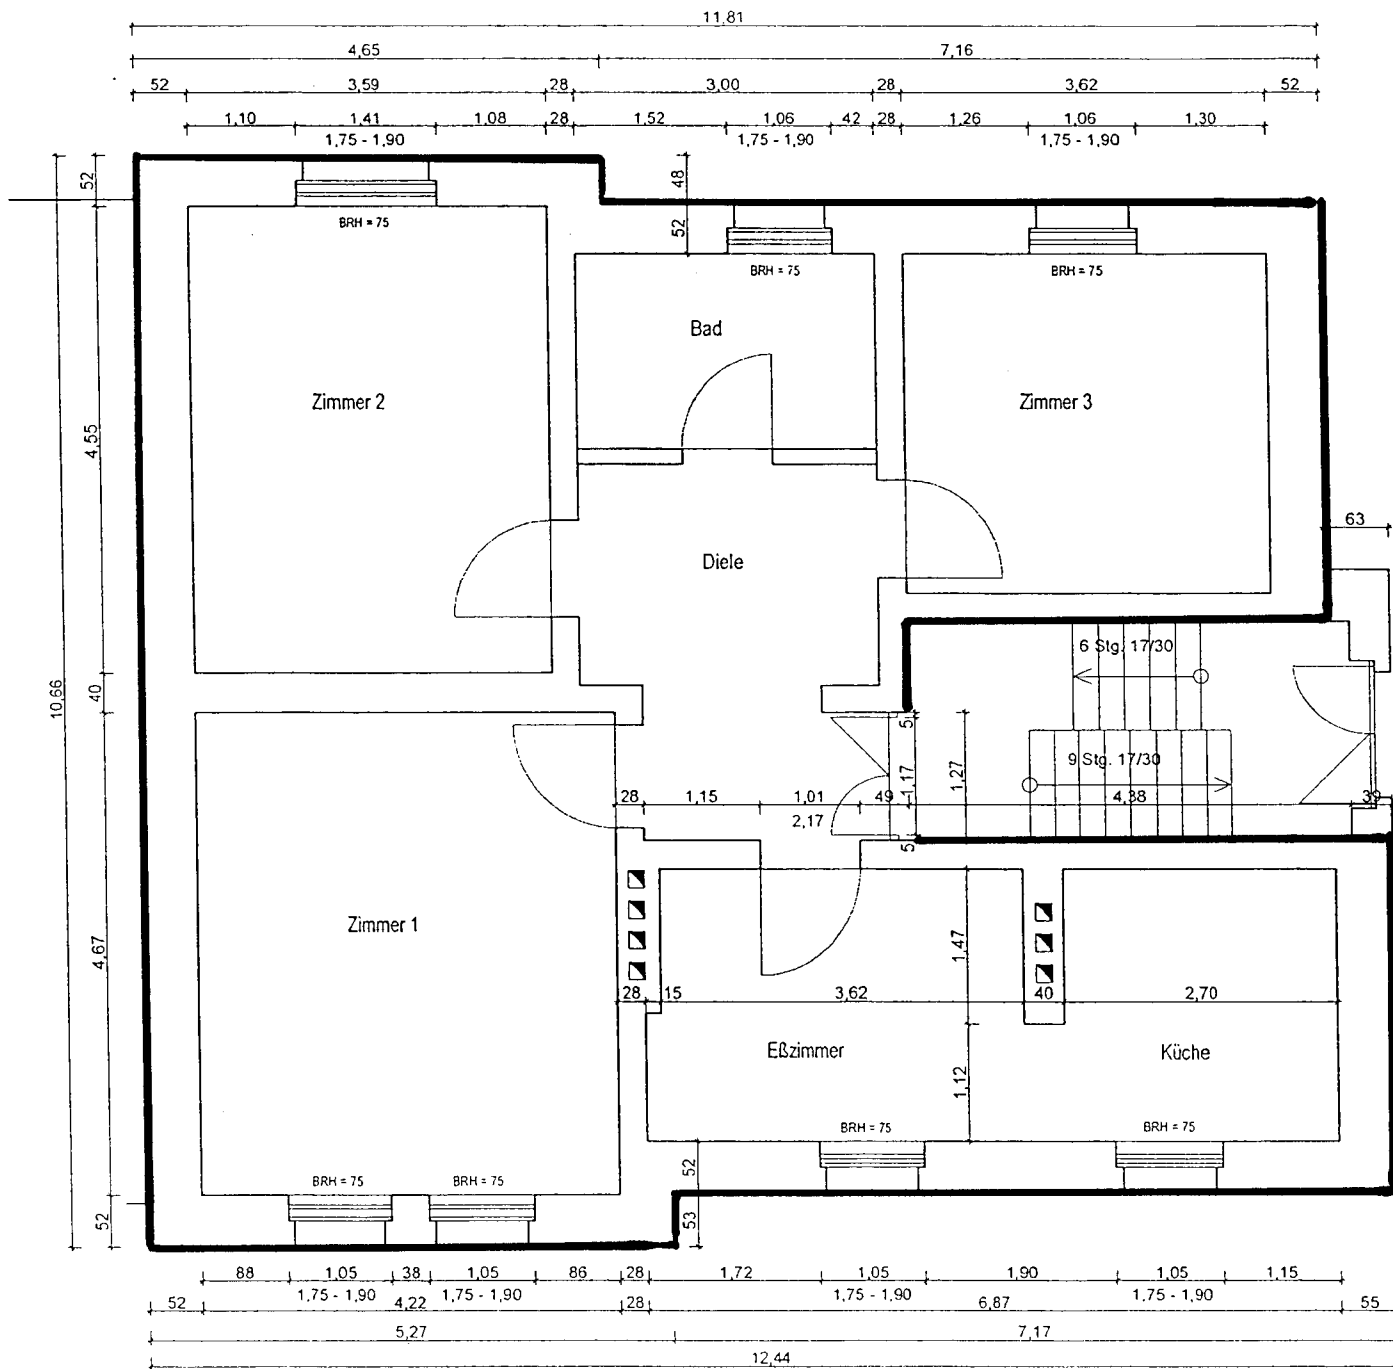 11,81
4,65 7,16
52 3,59 28 3,00 28 3,62 52
1,10 1,41 1,08 28 1,52 1,06 42 28 1,26 1,06 1,30
1,75 - 1,90 1,75 - 1,90 1,75 - 1,90
52 48
BRH = 75
52
BRH = 75 BRH = 75
Bad
Zimmer 2 Zimmer 3
4,55
63
Diele
6 Stg. 17/30
10,66 40
5
9 Stg. 17/30
1,17 1,27
28 1,15 1,01 49 4,38 39
2,17
5
Zimmer 1
4,67
1,47
28 15 3,62 40 2,70
Eßzimmer Küche
1,12
BRH = 75 BRH = 75
52
BRH = 75 BRH = 75
52 53
88 1,05 38 1,05 86 28 1,72 1,05 1,90 1,05 1,15
1,75 - 1,90 1,75 - 1,90 1,75 - 1,90 1,75 - 1,90
52 4,22 28 6,87 55
5,27 7,17
12,44